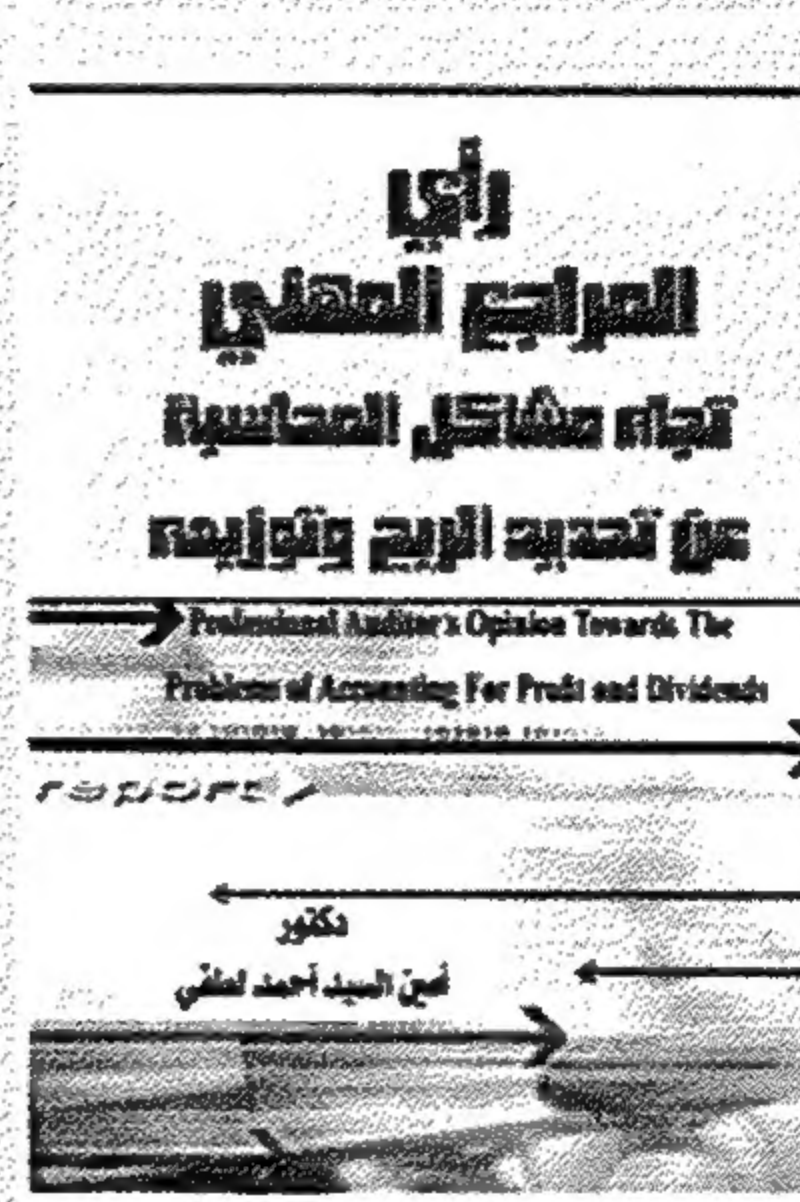 رأي
المراجع المهني
تجاه مشاكل المحاسبة
عن تحديد الربح وتوزيعه
Professional Auditor's Opinion Towards The
Problems of Accounting For Profit and Dividends
report
دكتور
أمين السيد أحمد لطفي